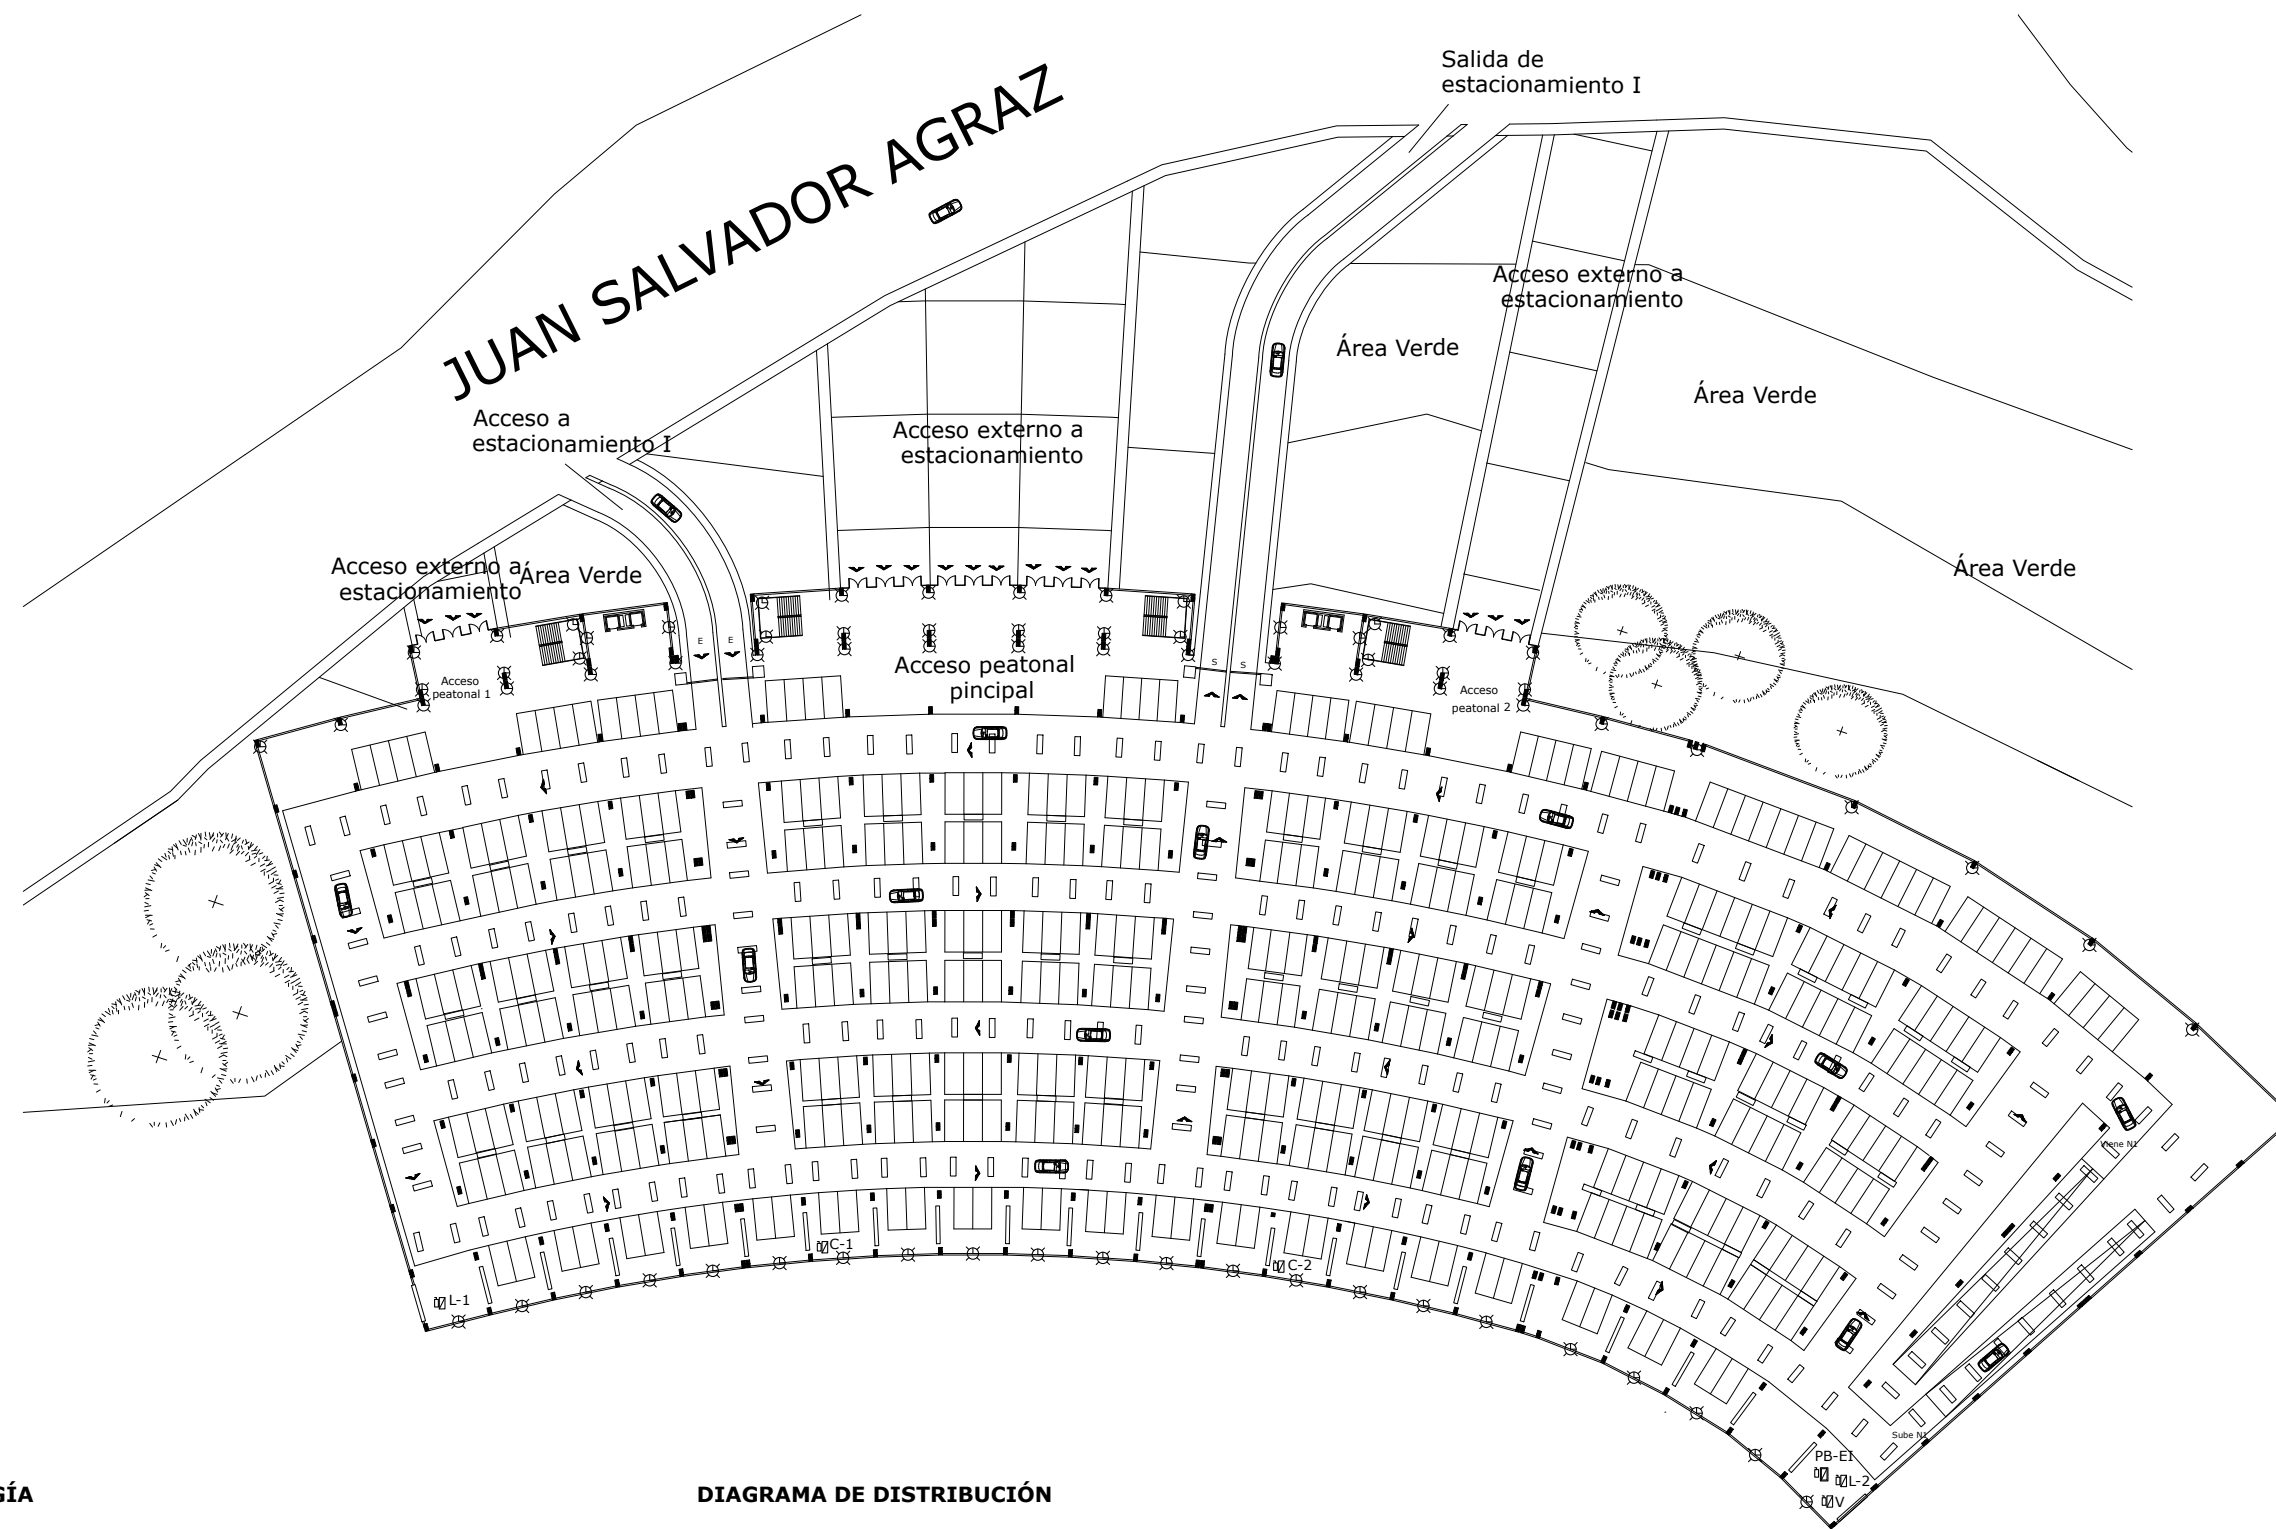 Salida de
estacionamiento I
JUAN SALVADOR AGRAZ
Acceso externo a
estacionamiento
Área Verde
Área Verde
Acceso a
estacionamiento I
Acceso externo a
estacionamiento
Acceso externo a
estacionamiento
Área Verde
Área Verde
E
E
S
S
Acceso peatonal
pincipal
Acceso
peatonal 1
Acceso
peatonal 2
Viene N1
C-1
C-2
L-1
Sube N1
PB-EI
L-2
V
GÍA
DIAGRAMA DE DISTRIBUCIÓN